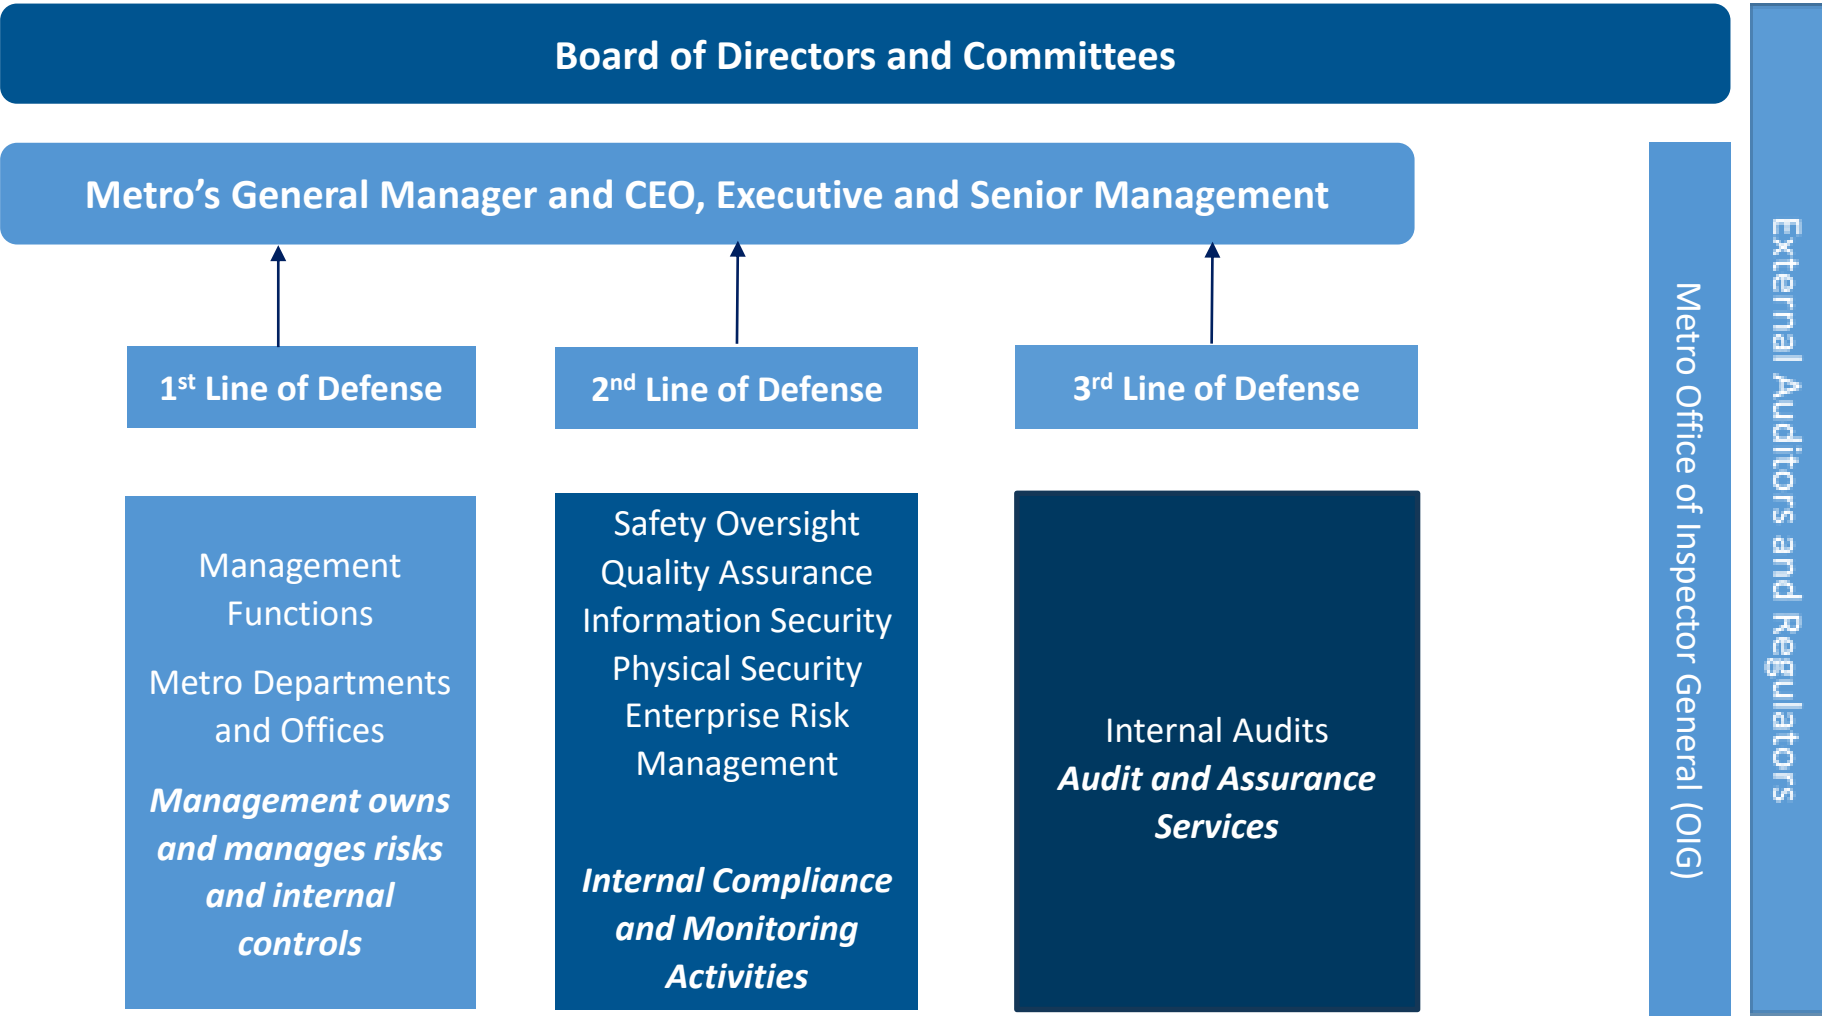 Board of Directors and Committees
Metro’s General Manager and CEO, Executive and Senior Management
1st Line of Defense
2nd Line of Defense
3rd Line of Defense
Management
Functions
Metro Departments
and Offices
Management owns
and manages risks
and internal
controls
Safety Oversight
Quality Assurance
Information Security
Physical Security
Enterprise Risk
Management
Internal Compliance
and Monitoring
Activities
Internal Audits
Audit and Assurance
Services
Metro Office of Inspector General (OIG)
External Auditors and Regulators